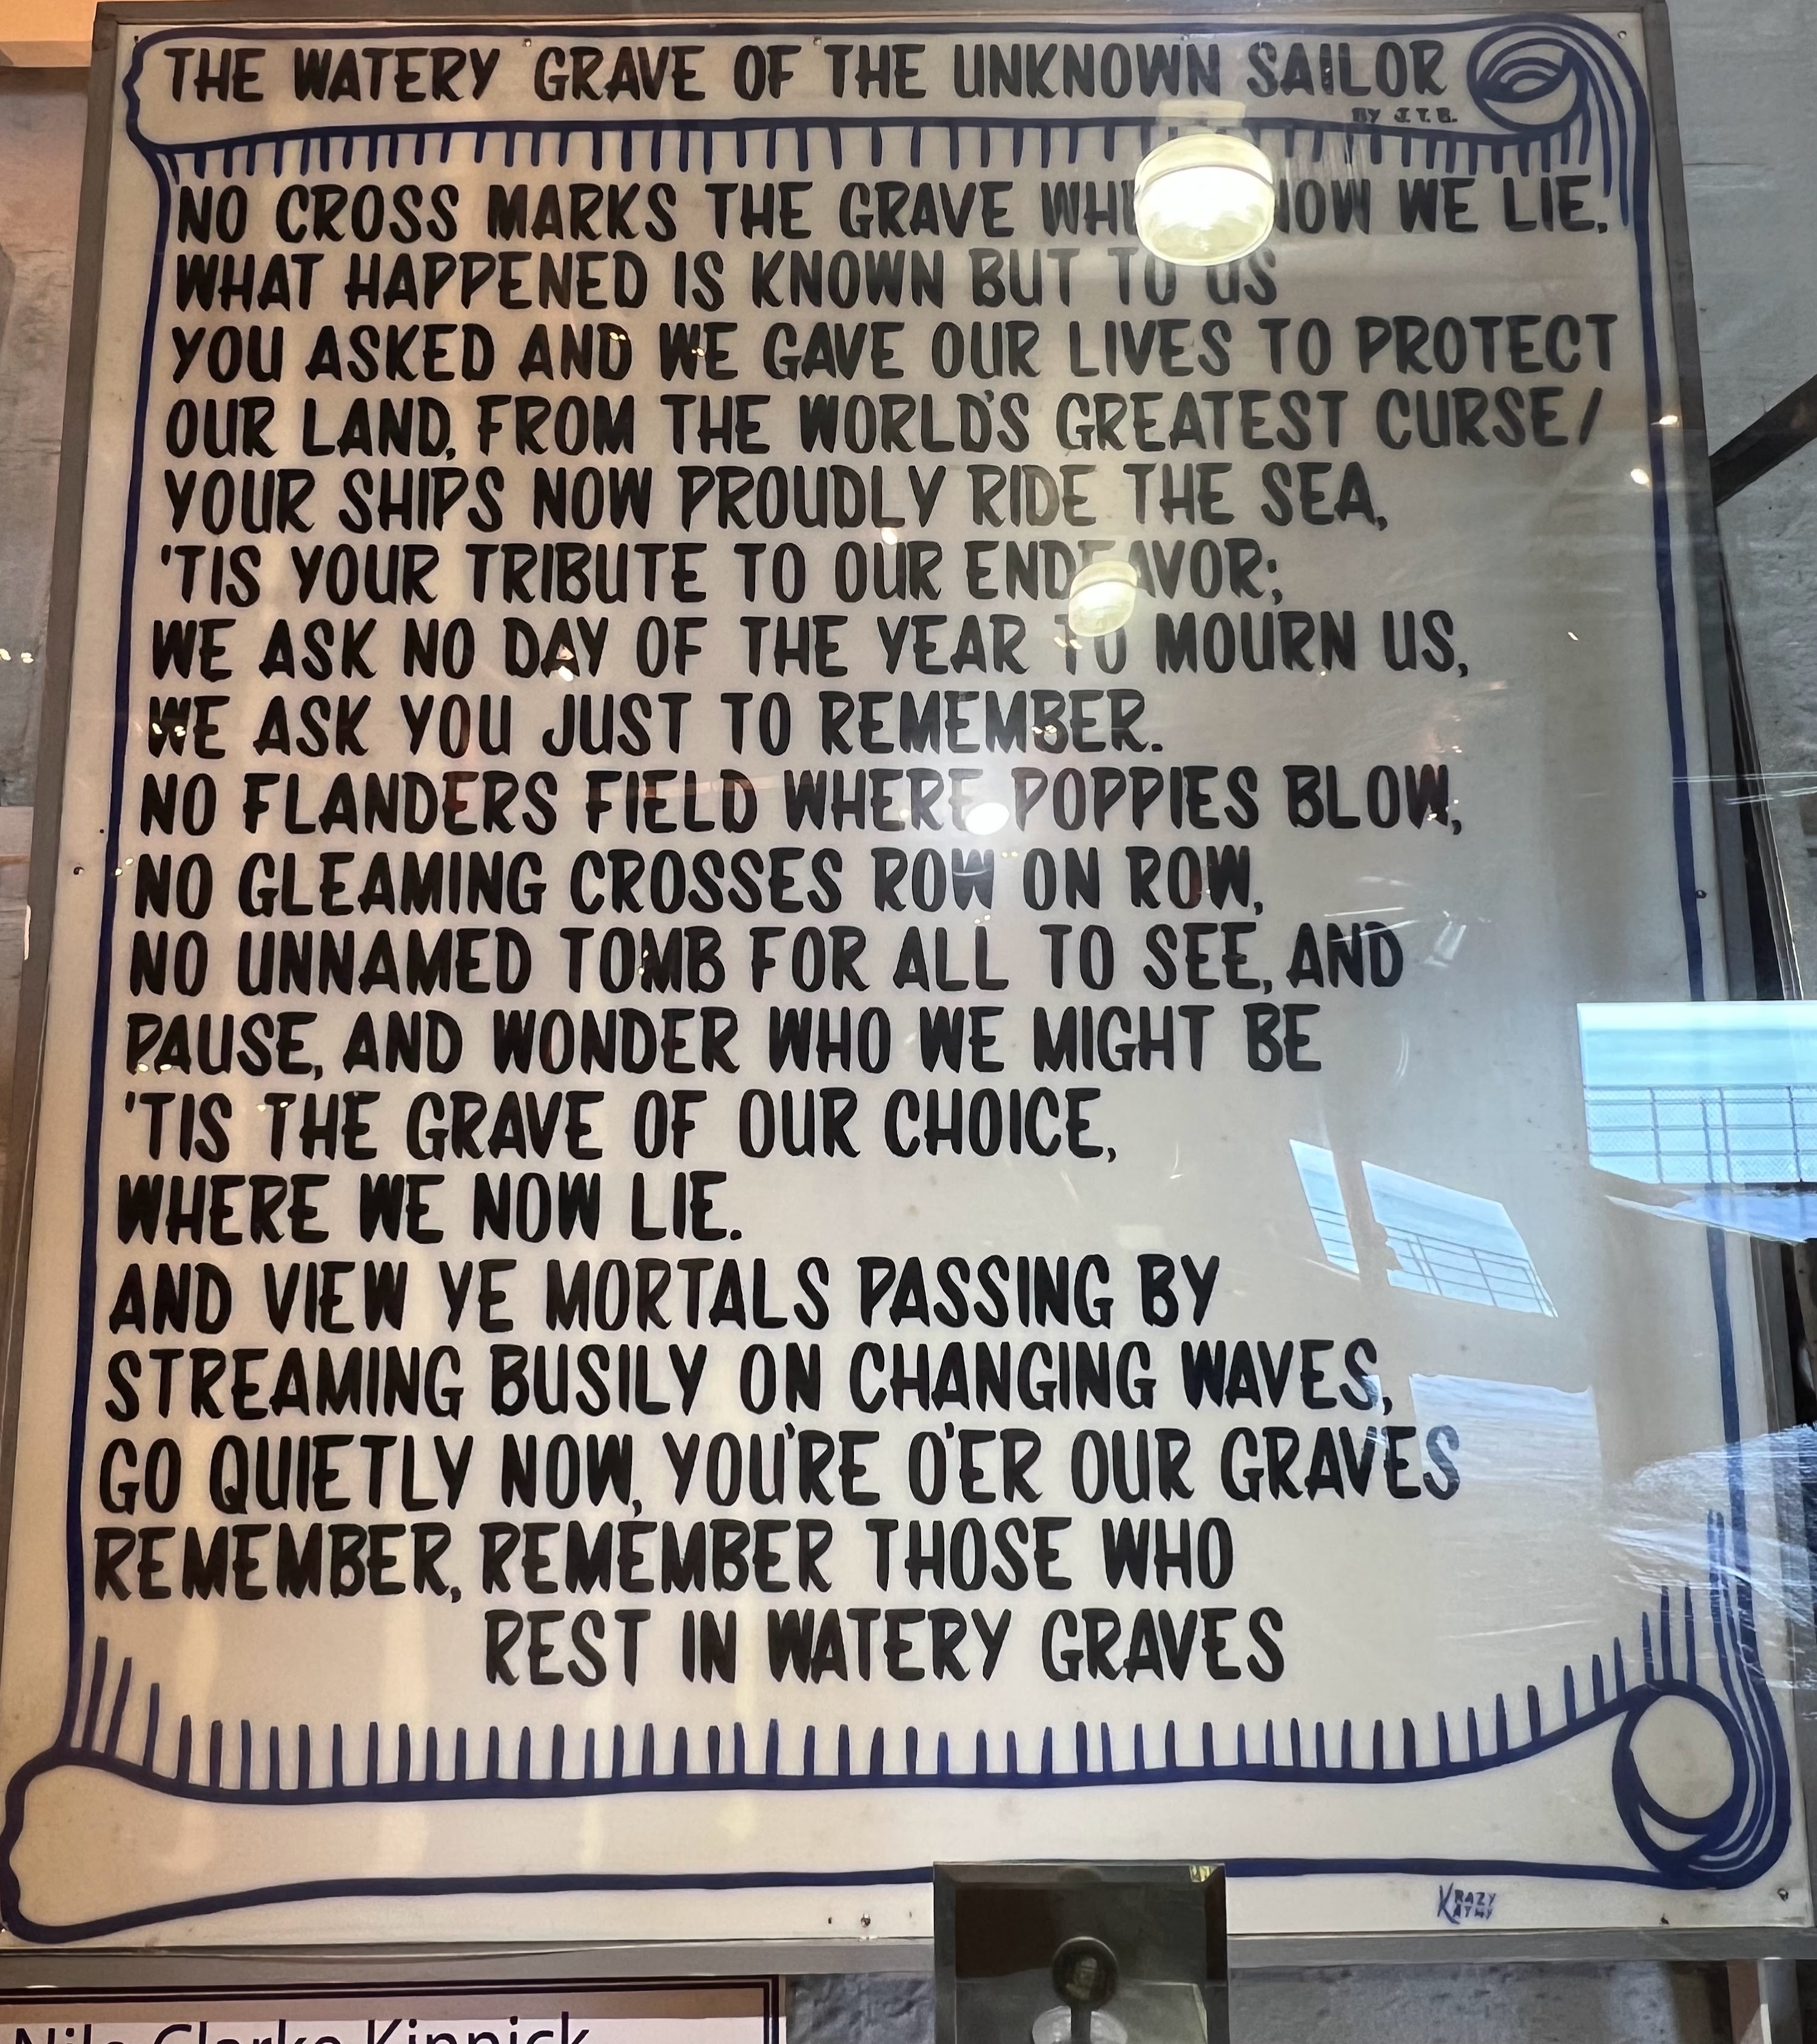 THE WATERY GRAVE OF THE UNKNOWN SAILOR
BY J.T.B.
NO CROSS MARKS THE GRAVE NOW WE LIE,
WHAT HAPPENED IS KNOWN BUT TO US
YOU ASKED AND WE GAVE OUR LIVES TO PROTECT
OUR LAND, FROM THE WORLD'S GREATEST CURSE/
YOUR SHIPS NOW PROUDLY RIDE THE SEA,
'TIS YOUR TRIBUTE TO OUR ENDEAVOR;
WE ASK NO DAY OF THE YEAR TO MOURN US,
WE ASK YOU JUST TO REMEMBER.
NO FLANDERS FIELD WHERE POPPIES BLOW;
NO GLEAMING CROSSES ROW ON ROW,
NO UNNAMED TOMB FOR ALL TO SEE, AND
PAUSE, AND WONDER WHO WE MIGHT BE
'TIS THE GRAVE OF OUR CHOICE,
WHERE WE NOW LIE.
AND VIEW YE MORTALS PASSING BY
STREAMING BUSILY ON CHANGING WAVES,
GO QUIETLY NOW, YOU'RE O'ER OUR GRAVES
REMEMBER, REMEMBER THOSE WHO
REST IN WATERY GRAVES
KRAZY
KATHY
Nile Clarke Kinnick